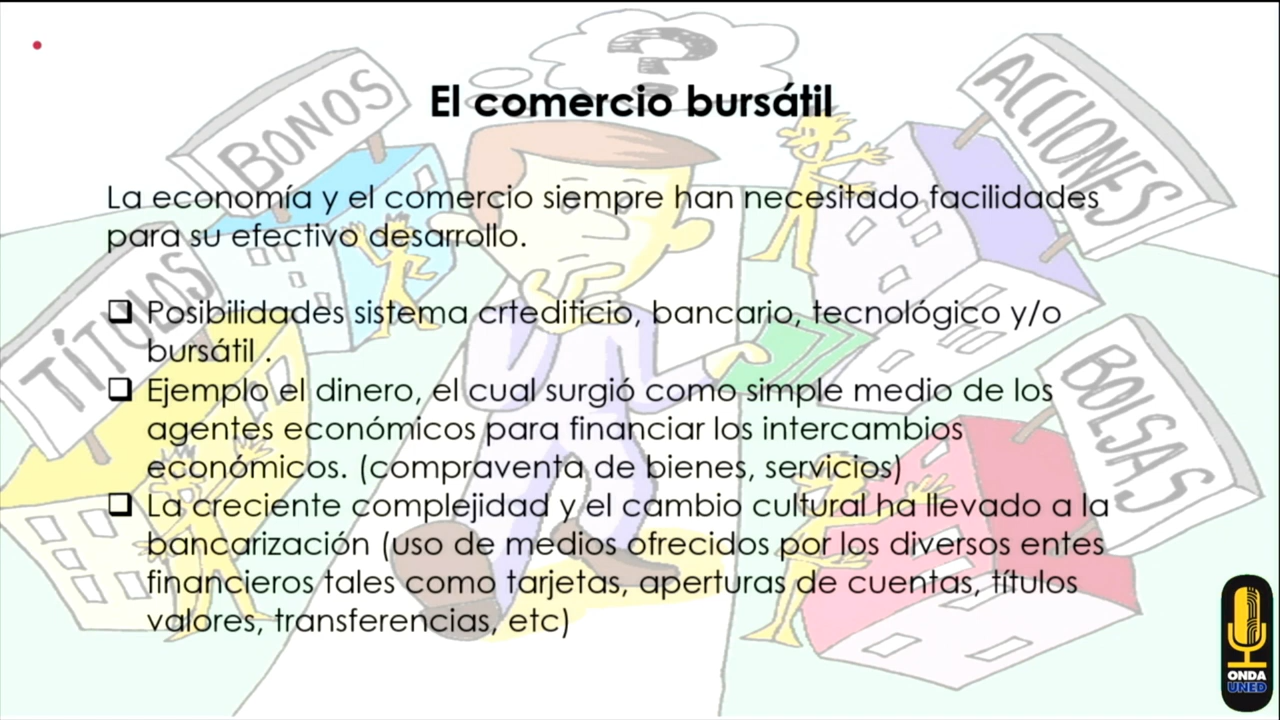 ?
BONOS
ACCIONES
El comercio bursátil
La economía y el comercio siempre han necesitado facilidades
para su efectivo desarrollo.
TÍTULOS
❑ Posibilidades sistema crtediticio, bancario, tecnológico y/o
bursátil .
❑ Ejemplo el dinero, el cual surgió como simple medio de los
agentes económicos para financiar los intercambios
económicos. (compraventa de bienes, servicios)
BOLSAS
❑ La creciente complejidad y el cambio cultural ha llevado a la
bancarización (uso de medios ofrecidos por los diversos entes
financieros tales como tarjetas, aperturas de cuentas, títulos
valores, transferencias, etc)
ONDA
UNED